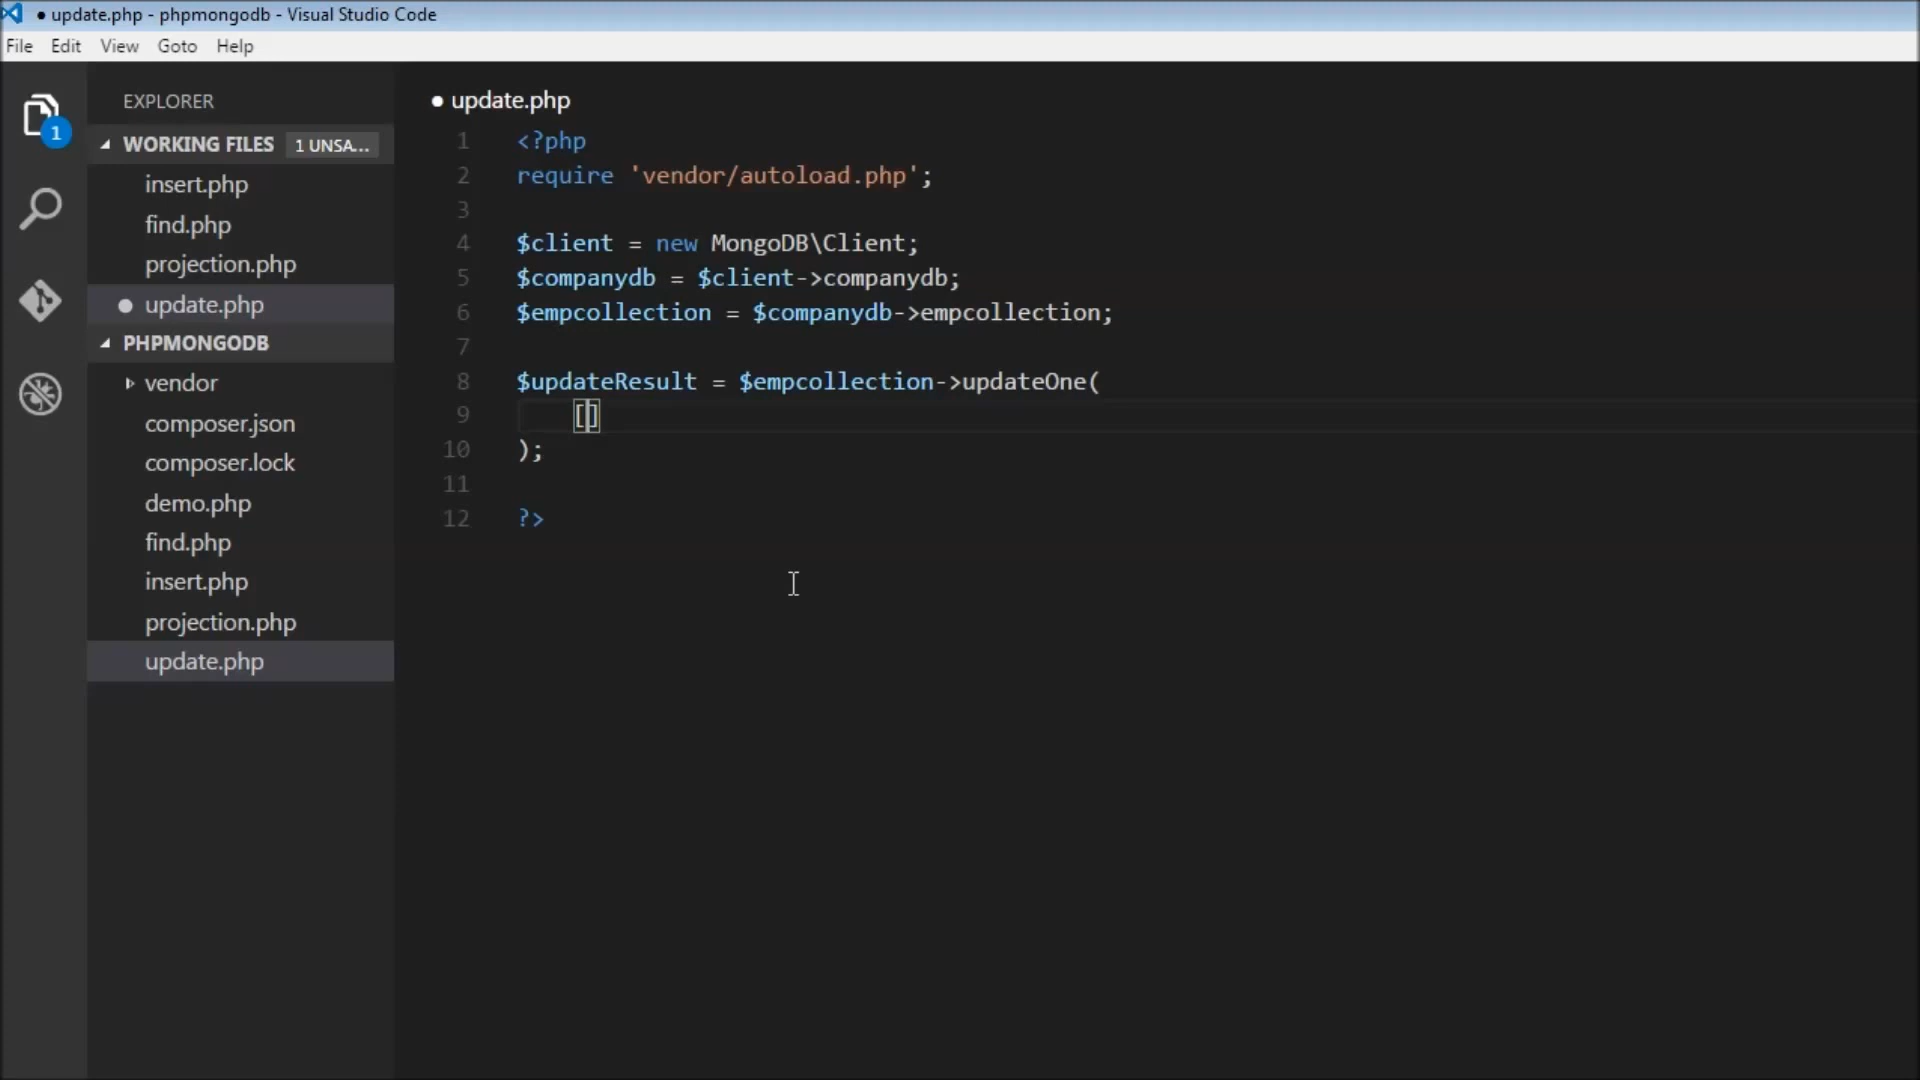 ● update.php - phpmongodb - Visual Studio Code
File Edit View Goto Help
EXPLORER
WORKING FILES 1 UNSA...
insert.php
find.php
projection.php
● update.php
PHPMONGODB
vendor
composer.json
composer.lock
demo.php
find.php
insert.php
projection.php
update.php
1
● update.php
1 <?php
2 require 'vendor/autoload.php';
3
4 $client = new MongoDB\Client;
5 $companydb = $client->companydb;
6 $empcollection = $companydb->empcollection;
7
8 $updateResult = $empcollection->updateOne(
9 []
10 );
11
12 ?>